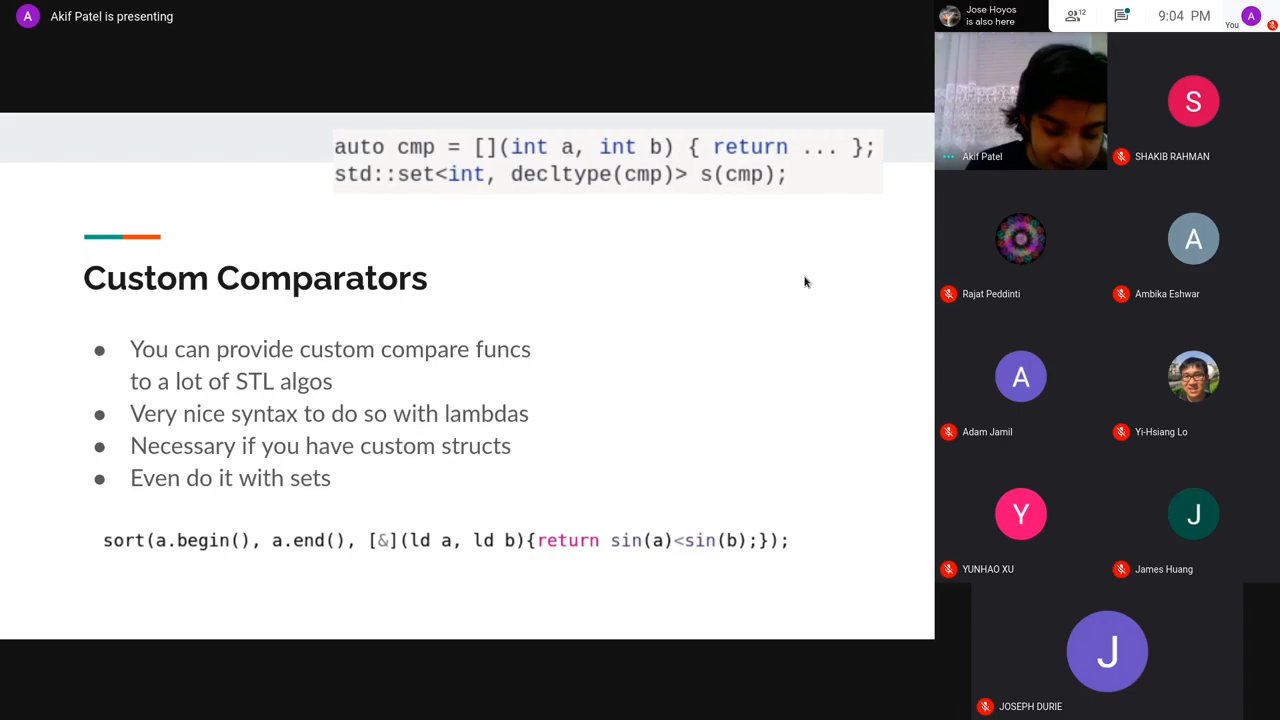 A Akif Patel is presenting
Jose Hoyos
is also here
12
9:04 PM
You
A
auto cmp = [](int a, int b) { return ... };
std::set<int, decltype(cmp)> s(cmp);
Custom Comparators
● You can provide custom compare funcs
to a lot of STL algos
● Very nice syntax to do so with lambdas
● Necessary if you have custom structs
● Even do it with sets
sort(a.begin(), a.end(), [&](ld a, ld b){return sin(a)<sin(b);});
Akif Patel
S
SHAKIB RAHMAN
Rajat Peddinti
A
Ambika Eshwar
A
Adam Jamil
Yi-Hsiang Lo
Y
YUNHAO XU
J
James Huang
J
JOSEPH DURIE